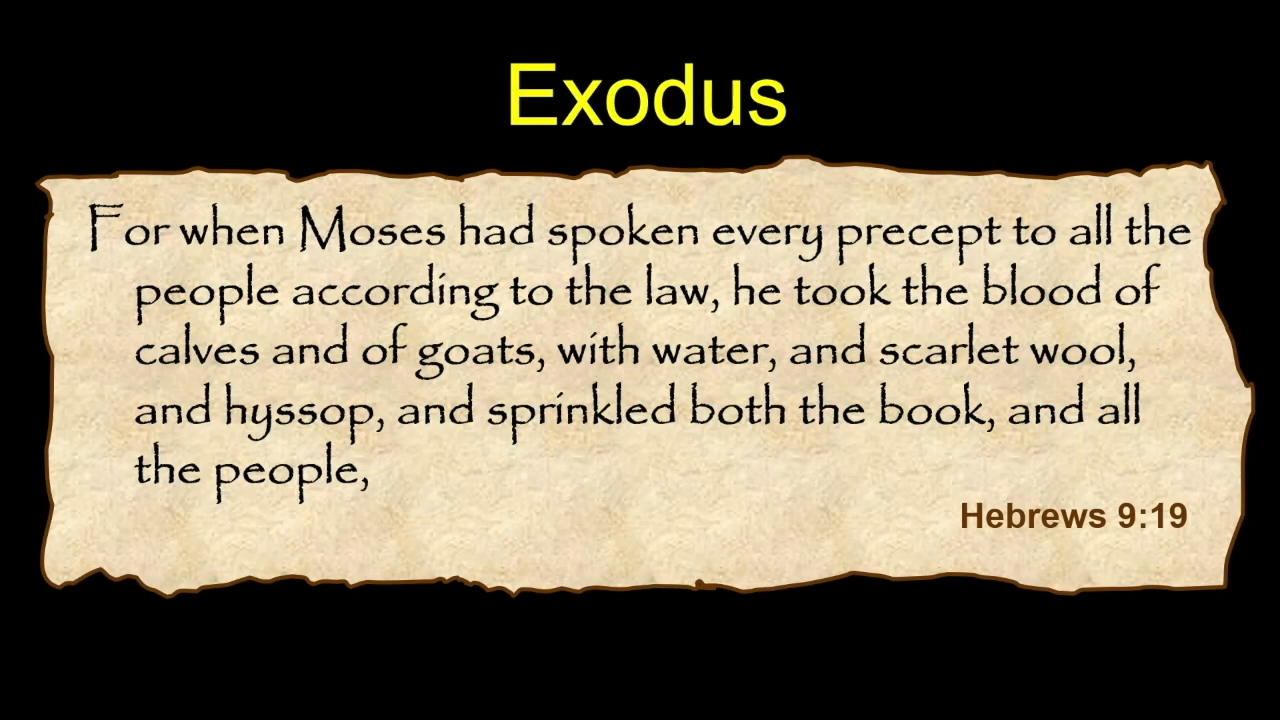 Exodus
For when Moses had spoken every precept to all the
people according to the law, he took the blood of
calves and of goats, with water, and scarlet wool,
and hyssop, and sprinkled both the book, and all
the people,
Hebrews 9:19